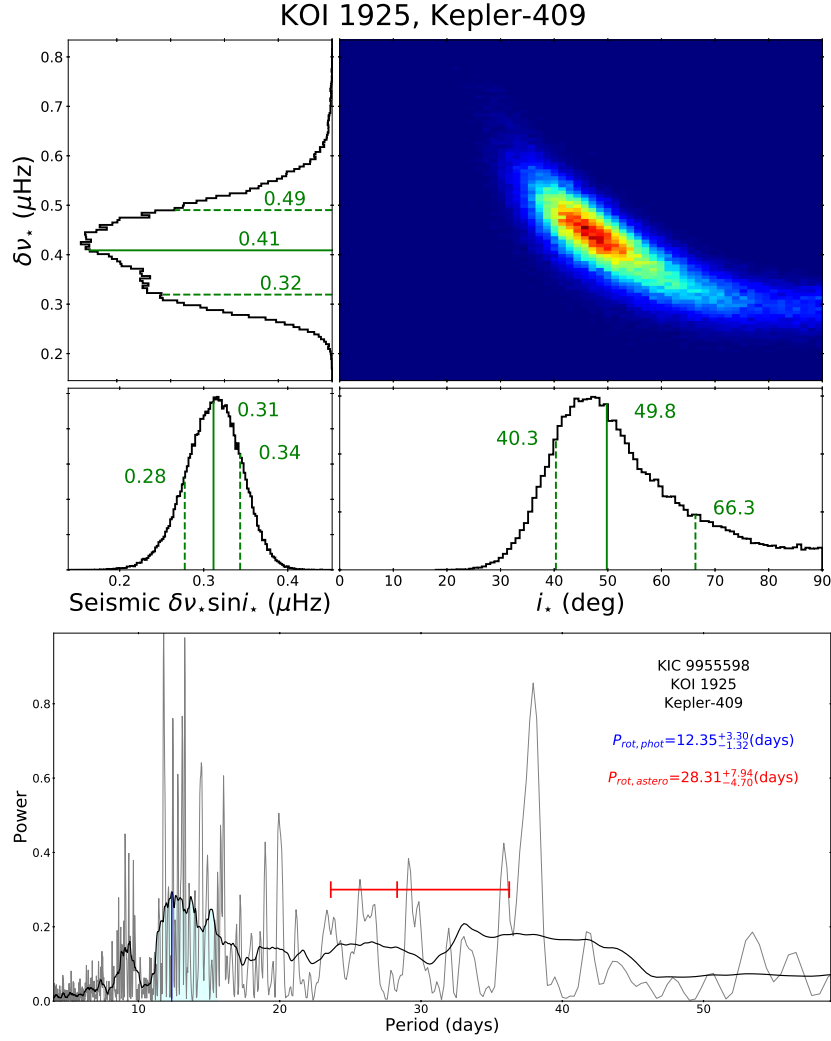 KOI 1925, Kepler-409
0.8
0.7
0.6
0.5
0.4
0.3
0.2
δν⋆ (μHz)
0.49
0.41
0.32
0.31
0.34
0.28
0.2 0.3 0.4
Seismic δν⋆sini⋆ (μHz)
40.3
49.8
66.3
0 10 20 30 40 50 60 70 80 90
i⋆ (deg)
KIC 9955598
KOI 1925
Kepler-409
P_rot,phot=12.35^{+3.30}_{−1.32}(days)
P_rot,astero=28.31^{+7.94}_{−4.70}(days)
0.8
0.6
0.4
0.2
0.0
Power
10 20 30 40 50
Period (days)